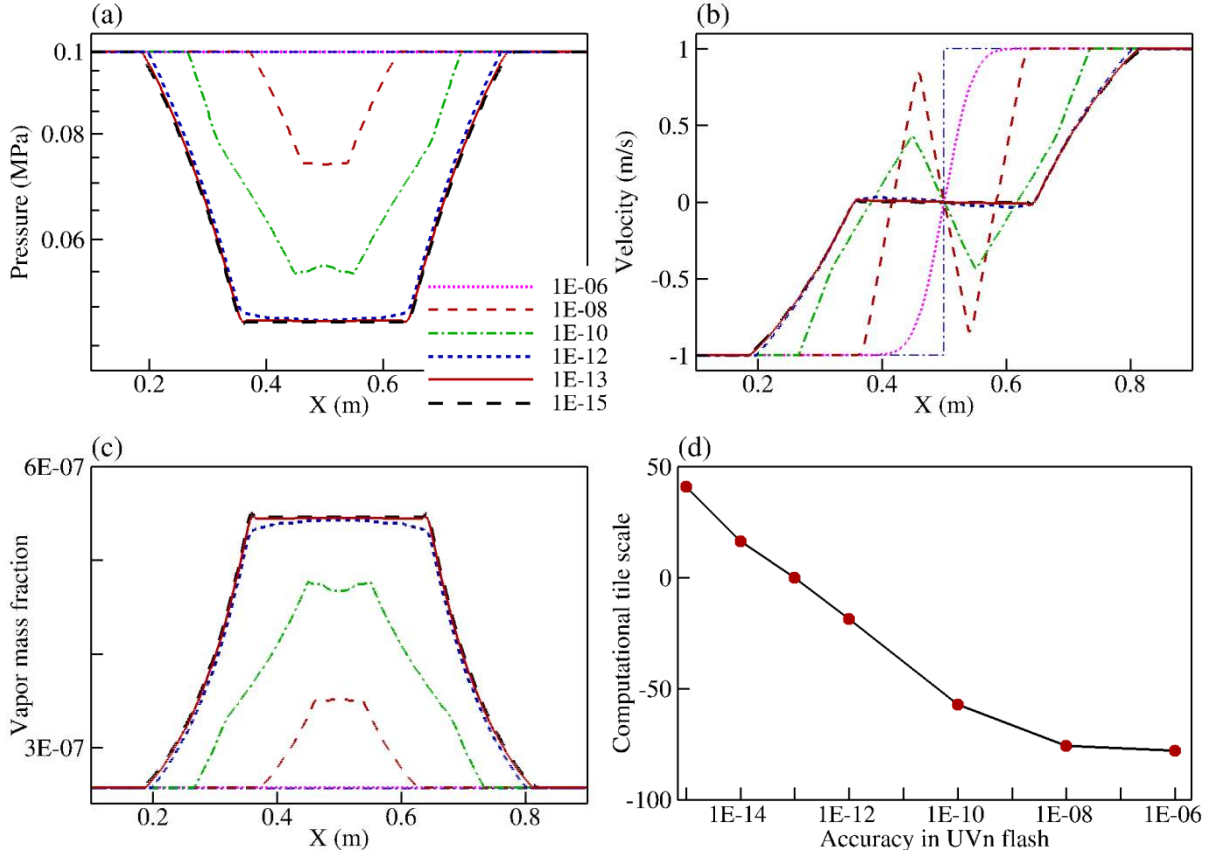 (a)
0.1
0.08
0.06
Pressure (MPa)
0.2
0.4
0.6
X (m)
1E-06
1E-08
1E-10
1E-12
1E-13
1E-15
(b)
1
0.5
0
-0.5
-1
Velocity (m/s)
0.2
0.4
0.6
0.8
X (m)
(c)
6E-07
3E-07
Vapor mass fraction
0.2
0.4
0.6
0.8
X (m)
(d)
50
0
-50
-100
Computational tile scale
1E-14
1E-12
1E-10
1E-08
1E-06
Accuracy in UVn flash